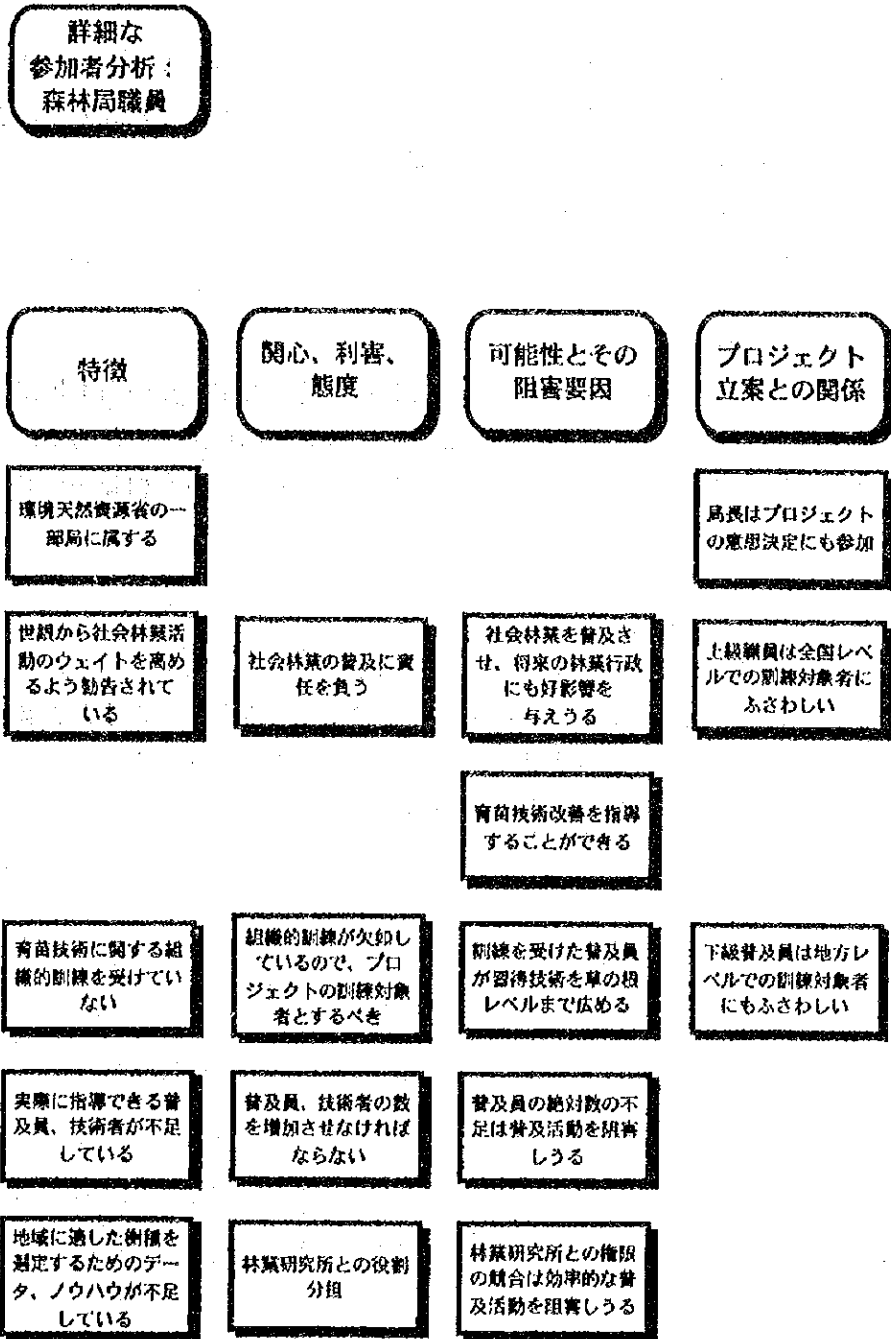 詳細な
参加者分析：
森林局職員
特徴
関心、利害、
態度
可能性とその
阻害要因
プロジェクト
立案との関係
環境天然資源省の一
部局に属する
局長はプロジェクト
の意思決定にも参加
世銀から社会林業活
動のウェイトを高め
るよう勧告されて
いる
社会林業の普及に責
任を負う
社会林業を普及さ
せ、将来の林業行政
にも好影響を
与えうる
上級職員は全国レベ
ルでの訓練対象者に
ふさわしい
育苗技術改善を指導
することができる
育苗技術に関する組
織的訓練を受けてい
ない
組織的訓練が欠如し
ているので、プロ
ジェクトの訓練対象
者とするべき
訓練を受けた普及員
が習得技術を草の根
レベルまで広める
下級普及員は地方レ
ベルでの訓練対象者
にもふさわしい
実際に指導できる普
及員、技術者が不足
している
普及員、技術者の数
を増加させなければ
ならない
普及員の絶対数の不
足は普及活動を阻害
しうる
地域に適した樹種を
選定するためのデー
タ、ノウハウが不足
している
林業研究所との役割
分担
林業研究所との権限
の競合は効率的な普
及活動を阻害しうる